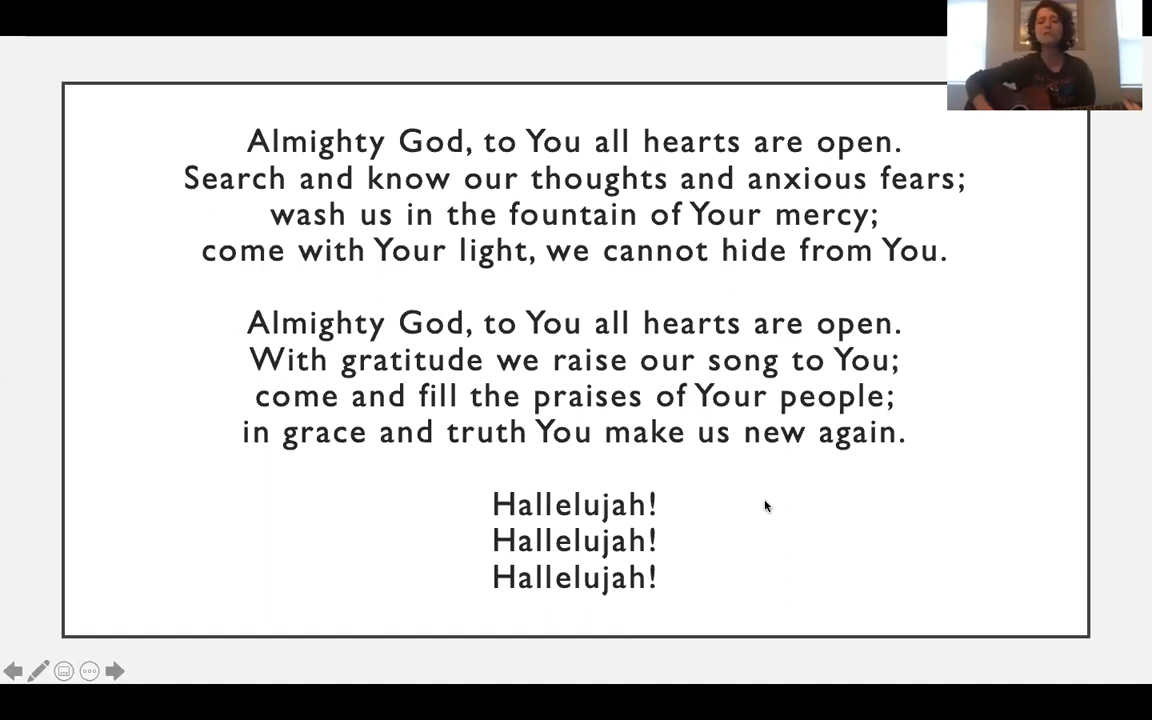 Almighty God, to You all hearts are open.
Search and know our thoughts and anxious fears;
wash us in the fountain of Your mercy;
come with Your light, we cannot hide from You.
Almighty God, to You all hearts are open.
With gratitude we raise our song to You;
come and fill the praises of Your people;
in grace and truth You make us new again.
Hallelujah!
Hallelujah!
Hallelujah!